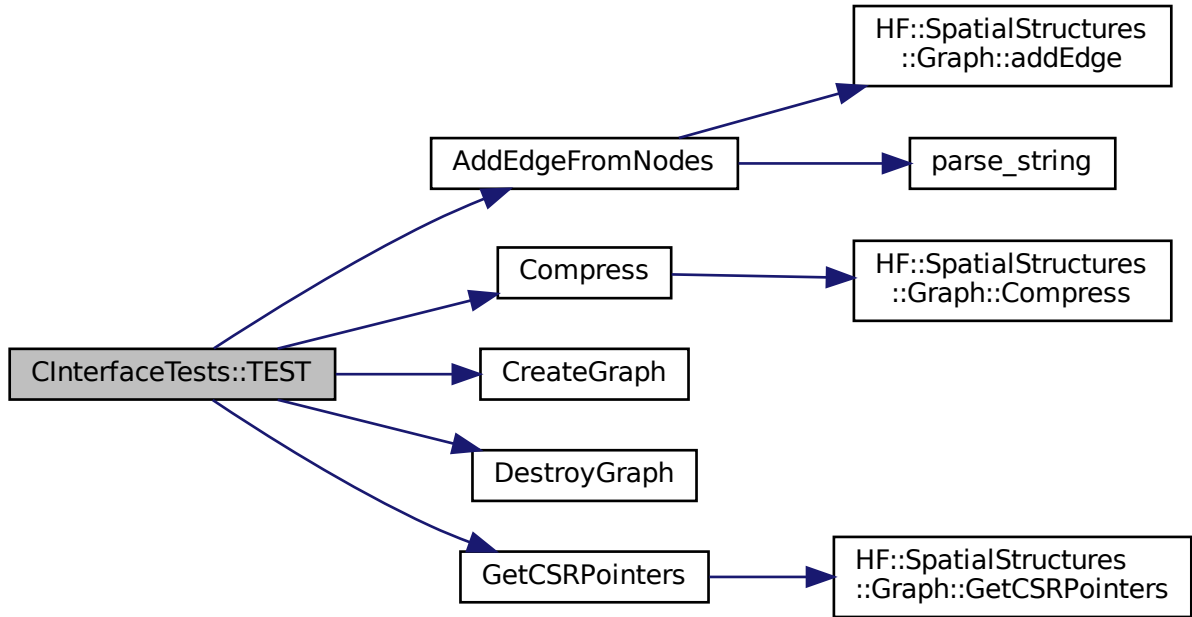 HF::SpatialStructures
::Graph::addEdge
AddEdgeFromNodes
parse_string
Compress
HF::SpatialStructures
::Graph::Compress
CInterfaceTests::TEST
CreateGraph
DestroyGraph
GetCSRPointers
HF::SpatialStructures
::Graph::GetCSRPointers